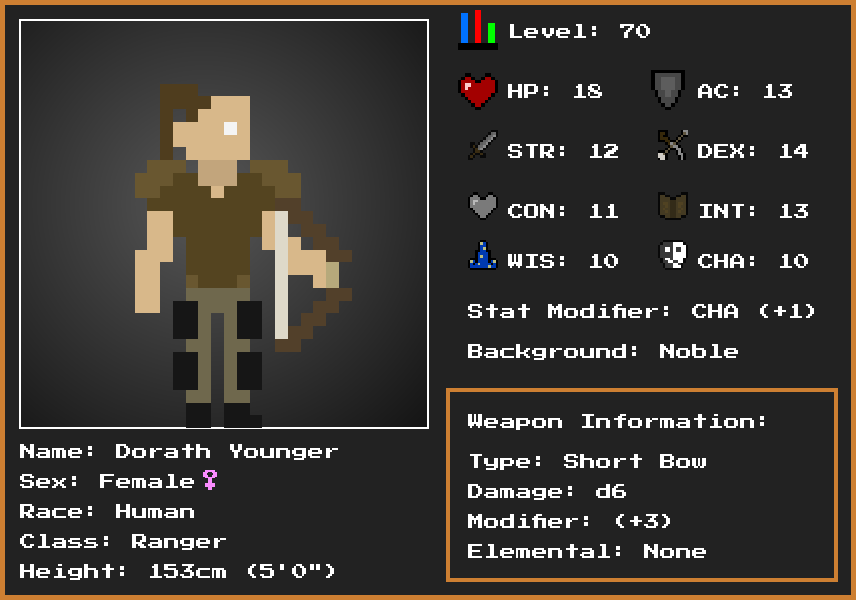 Level: 70
HP: 18 AC: 13
STR: 12 DEX: 14
CON: 11 INT: 13
WIS: 10 CHA: 10
Stat Modifier: CHA (+1)
Background: Noble
Weapon Information:
Type: Short Bow
Damage: d6
Modifier: (+3)
Elemental: None
Name: Dorath Younger
Sex: Female♀
Race: Human
Class: Ranger
Height: 153cm (5'0")